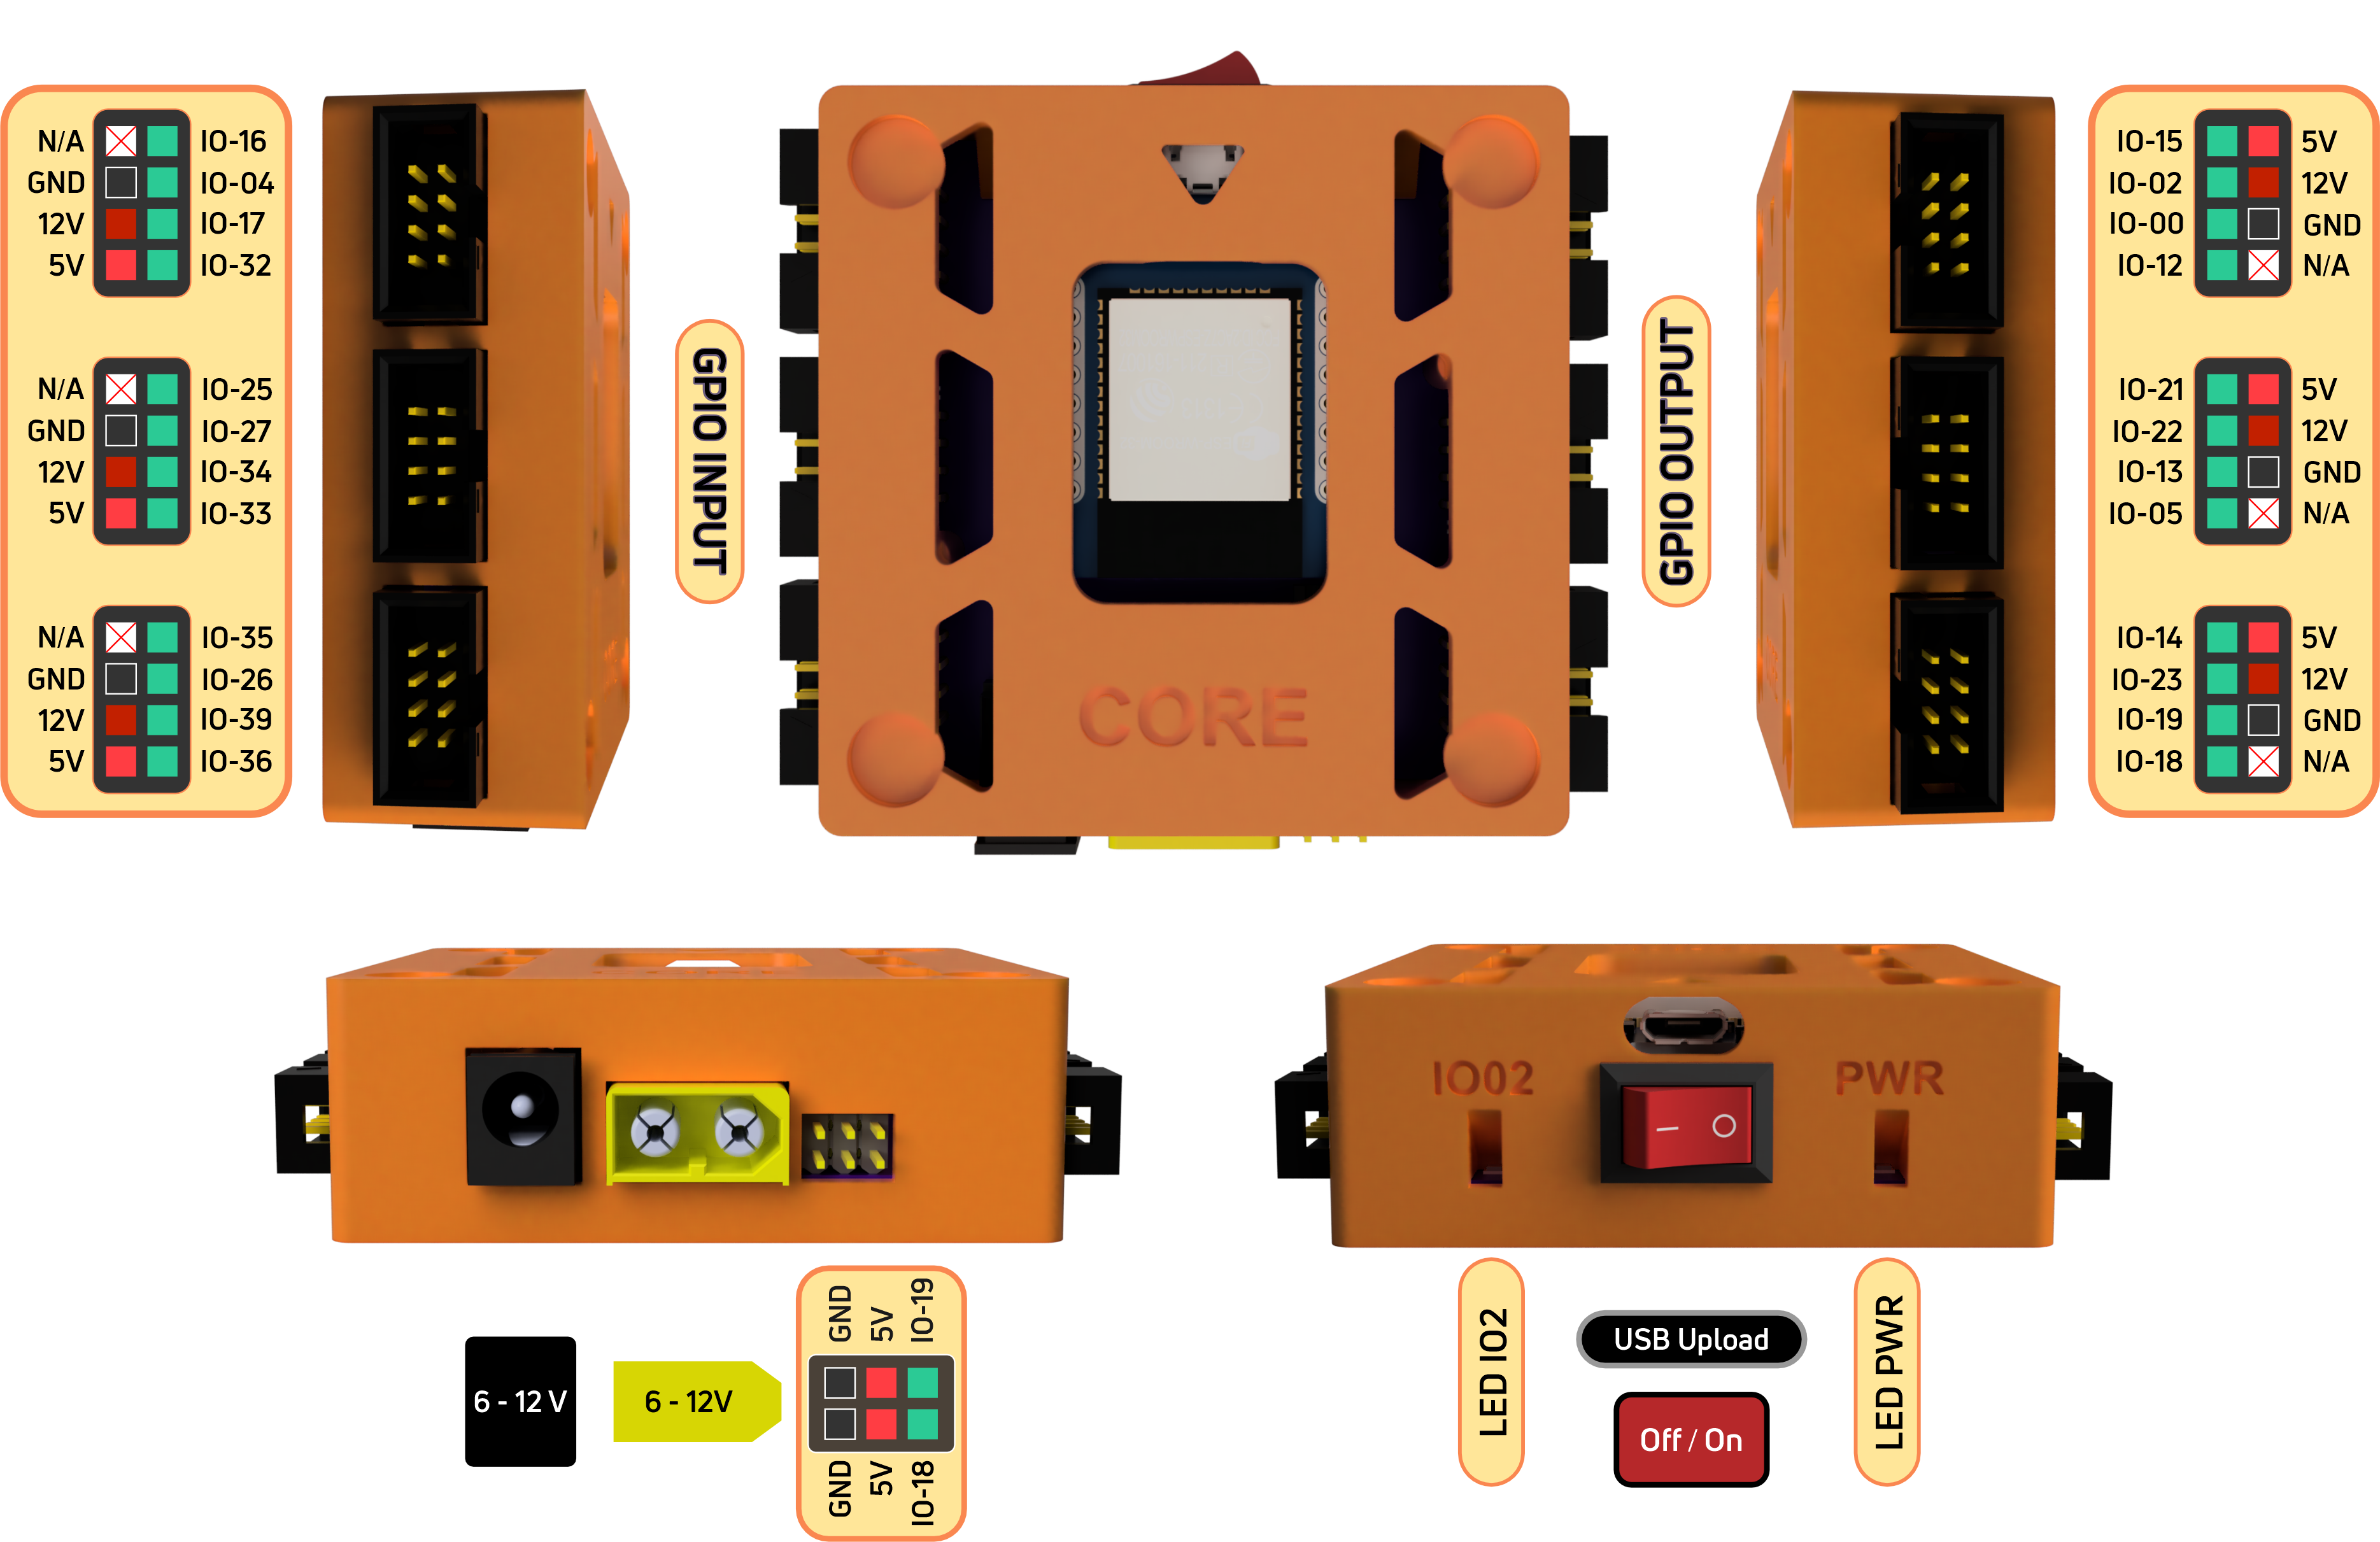 N/A IO-16
GND IO-04
12V IO-17
5V IO-32
N/A IO-25
GND IO-27
12V IO-34
5V IO-33
N/A IO-35
GND IO-26
12V IO-39
5V IO-36
GPIO INPUT
CORE
GPIO OUTPUT
IO-15 5V
IO-02 12V
IO-00 GND
IO-12 N/A
IO-21 5V
IO-22 12V
IO-13 GND
IO-05 N/A
IO-14 5V
IO-23 12V
IO-19 GND
IO-18 N/A
6 - 12 V
6 - 12V
GND 5V IO-19
GND 5V IO-18
IO02
PWR
LED IO2
USB Upload
Off / On
LED PWR